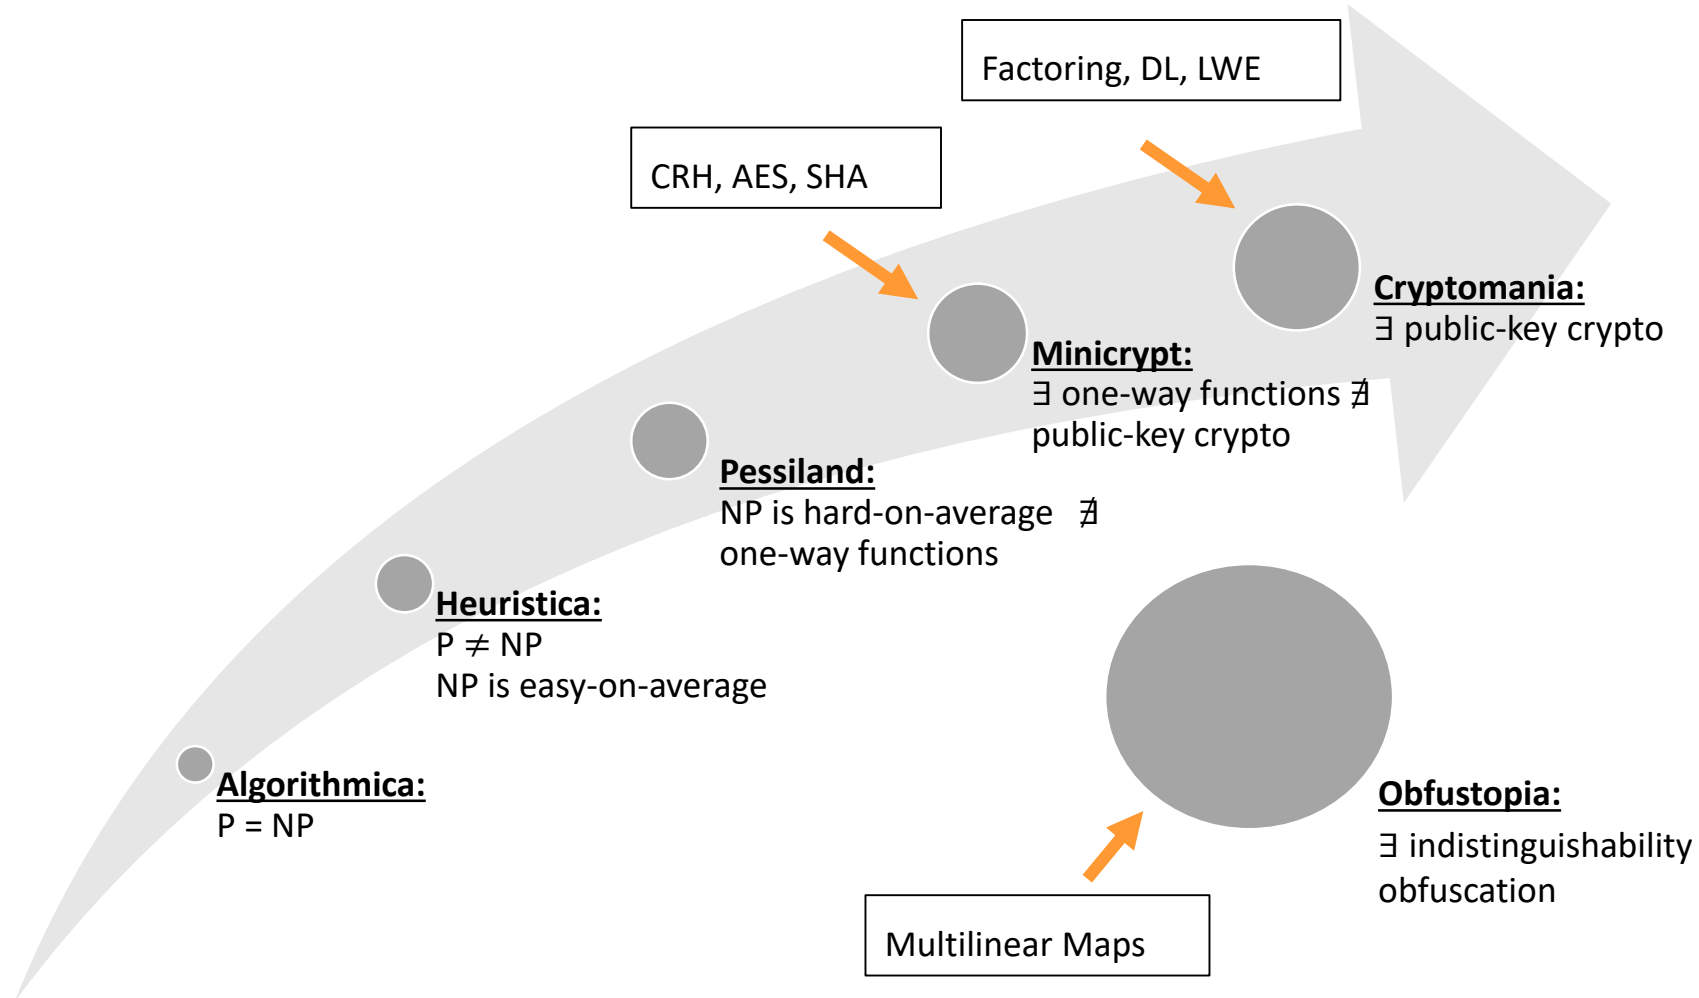 Factoring, DL, LWE
CRH, AES, SHA
Cryptomania:
∃ public-key crypto
Minicrypt:
∃ one-way functions ∄
public-key crypto
Pessiland:
NP is hard-on-average ∄
one-way functions
Heuristica:
P ≠ NP
NP is easy-on-average
Algorithmica:
P = NP
Obfustopia:
∃ indistinguishability
obfuscation
Multilinear Maps